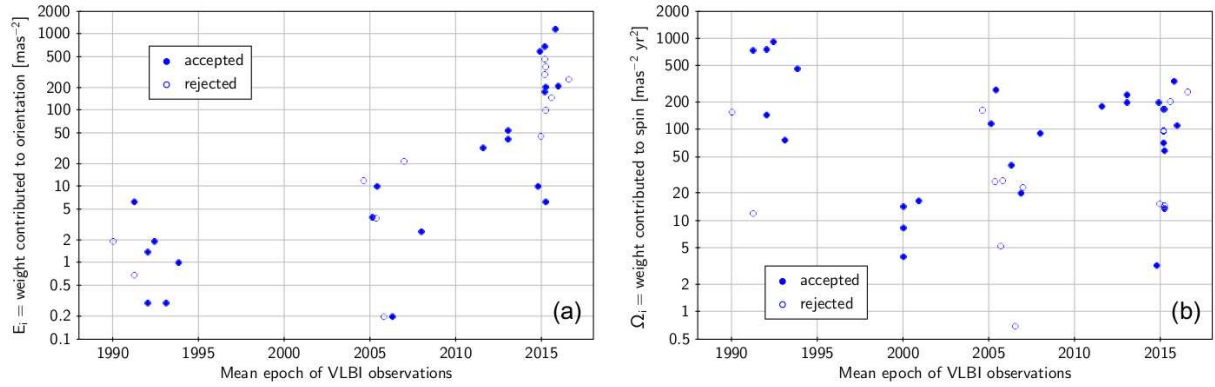 2000
1000
500
200
100
50
20
10
5
2
1
0.5
0.2
0.1
E_i = weight contributed to orientation [mas⁻²]
accepted
rejected
(a)
1990 1995 2000 2005 2010 2015
Mean epoch of VLBI observations
2000
1000
500
200
100
50
20
10
5
2
1
0.5
Ω_i = weight contributed to spin [mas⁻² yr²]
accepted
rejected
(b)
1990 1995 2000 2005 2010 2015
Mean epoch of VLBI observations